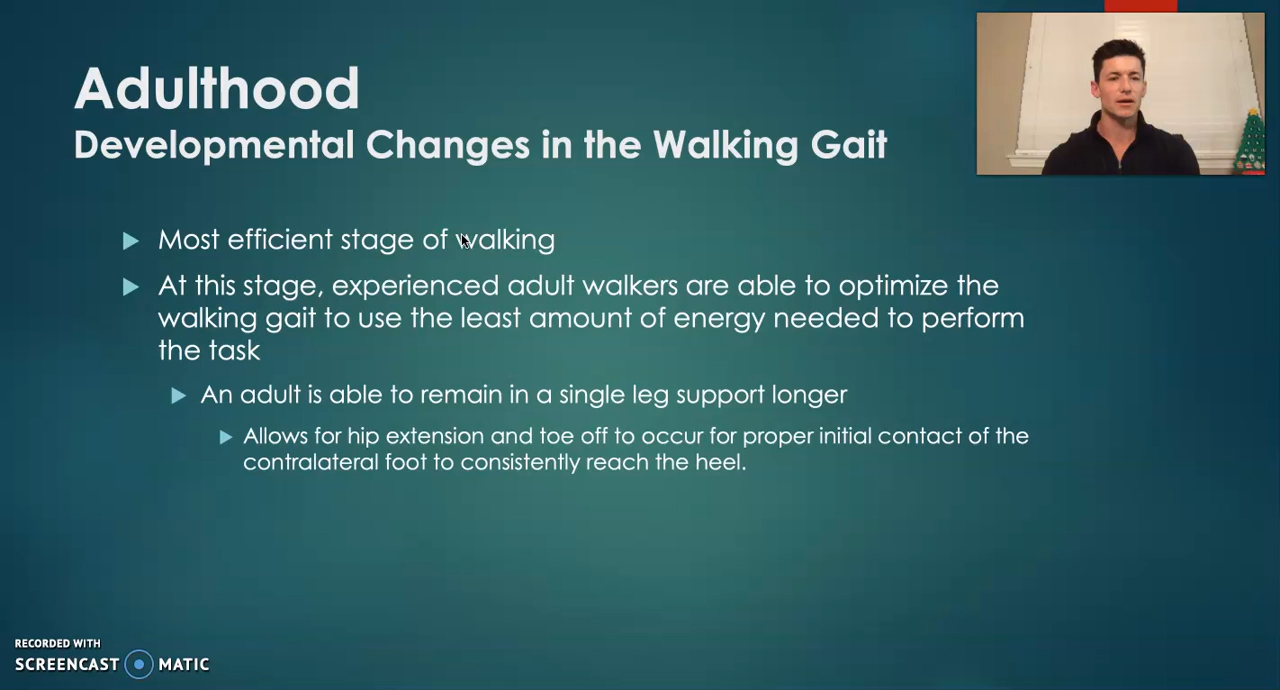 Adulthood
Developmental Changes in the Walking Gait
Most efficient stage of walking
At this stage, experienced adult walkers are able to optimize the
walking gait to use the least amount of energy needed to perform
the task
An adult is able to remain in a single leg support longer
Allows for hip extension and toe off to occur for proper initial contact of the
contralateral foot to consistently reach the heel.
RECORDED WITH
SCREENCAST MATIC